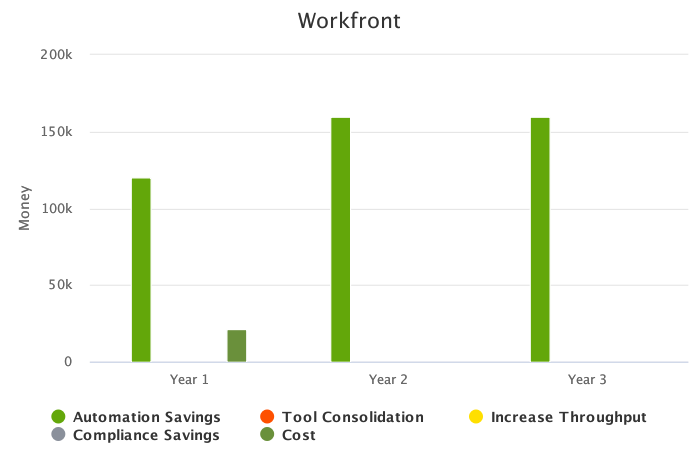 Workfront
200k
150k
100k
50k
0
Money
Year 1 Year 2 Year 3
Automation Savings Tool Consolidation Increase Throughput
Compliance Savings Cost